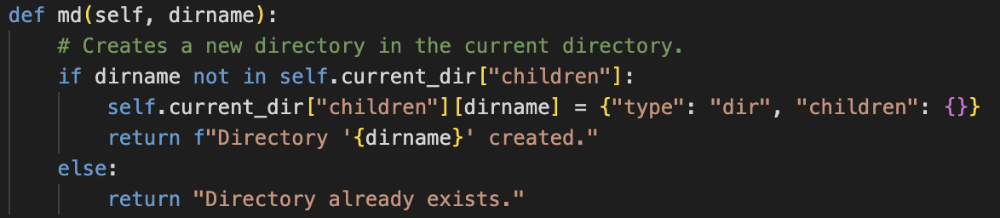 def md(self, dirname):
    # Creates a new directory in the current directory.
    if dirname not in self.current_dir["children"]:
        self.current_dir["children"][dirname] = {"type": "dir", "children": {}}
        return f"Directory '{dirname}' created."
    else:
        return "Directory already exists."